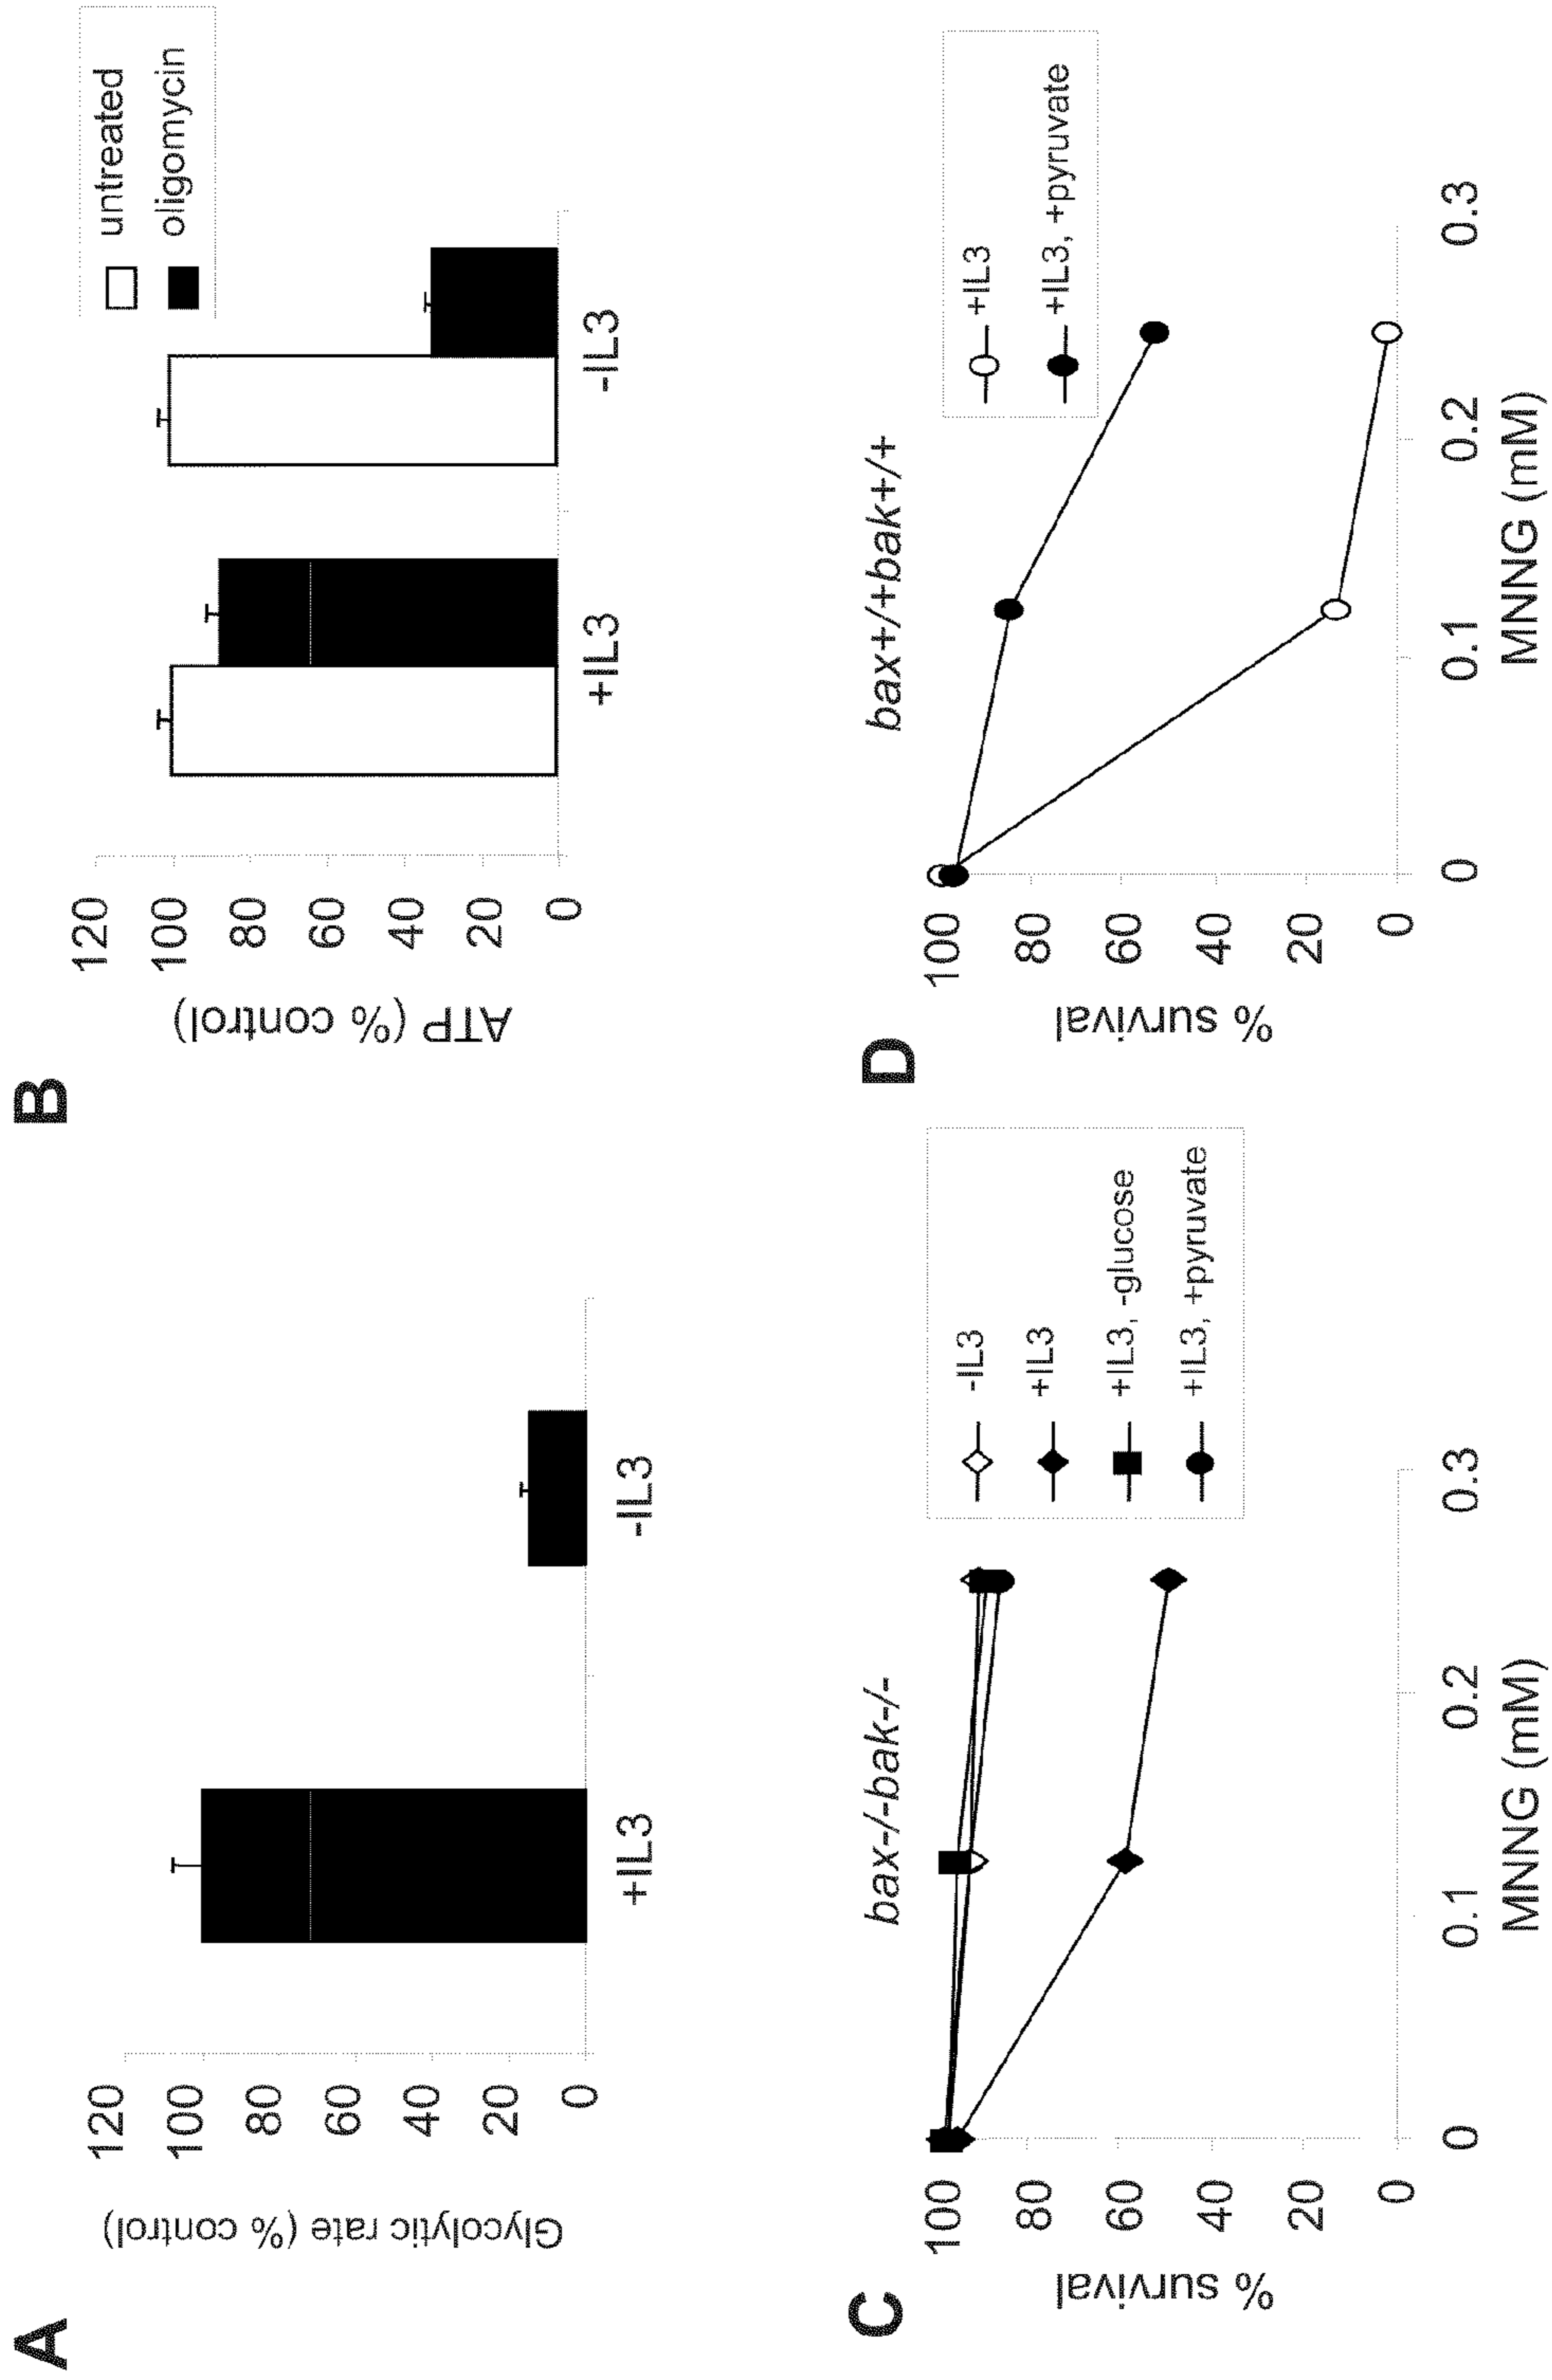 A
Glycolytic rate (% control)
120
100
80
60
40
20
0
+IL3
-IL3
B
ATP (% control)
120
100
80
60
40
20
0
+IL3
-IL3
untreated
oligomycin
C
bax-/-bak-/-
% survival
100
80
60
40
20
0
0
0.1
0.2
0.3
MNNG (mM)
-IL3
+IL3
+IL3, -glucose
+IL3, +pyruvate
D
bax+/+bak+/+
% survival
100
80
60
40
20
0
0
0.1
0.2
0.3
MNNG (mM)
+IL3
+IL3, +pyruvate